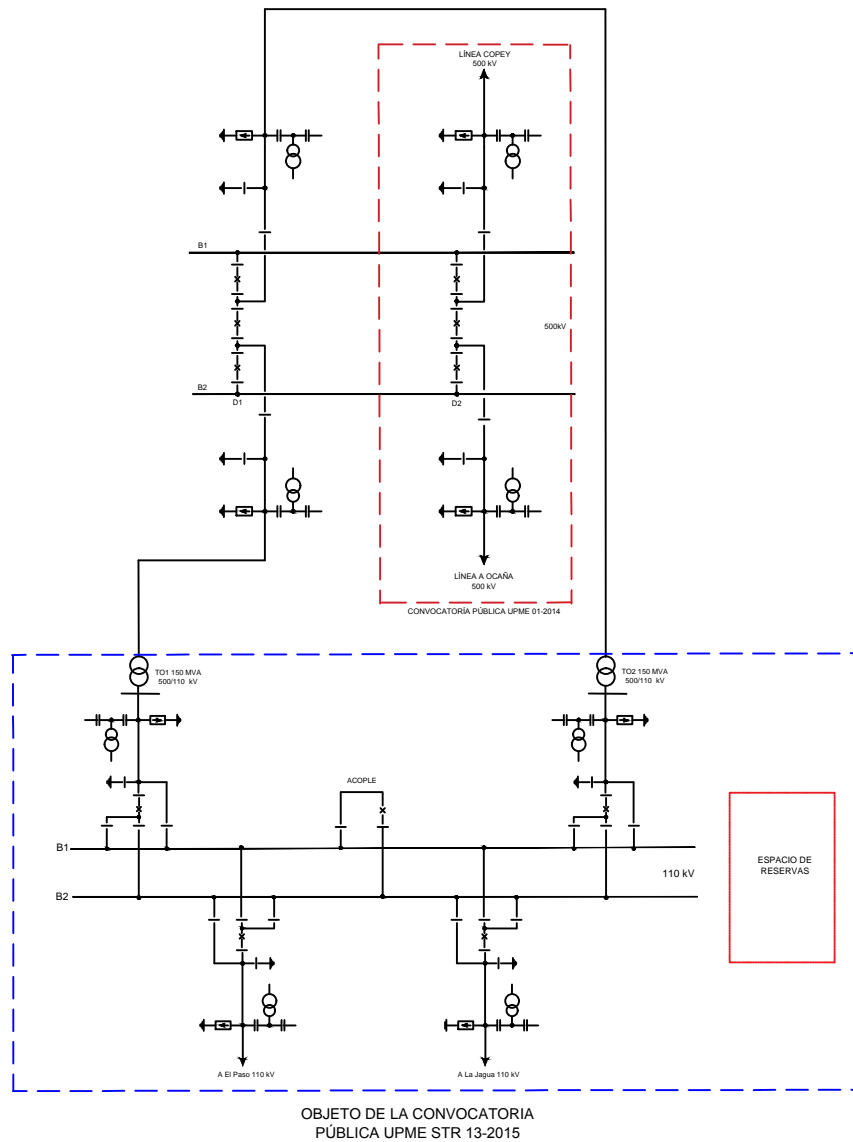 LÍNEA COPEY
500 kV
B1
500kV
B2
D1
D2
LÍNEA A OCAÑA
500 kV
CONVOCATORÍA PÚBLICA UPME 01-2014
TO1 150 MVA
500/110 kV
TO2 150 MVA
500/110 kV
ACOPLE
B1
110 kV
B2
ESPACIO DE
RESERVAS
A El Paso 110 kV
A La Jagua 110 kV
OBJETO DE LA CONVOCATORIA
PÚBLICA UPME STR 13-2015